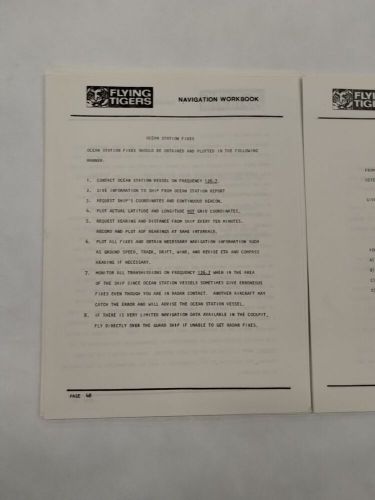 FLYING
TIGERS
NAVIGATION WORKBOOK
OCEAN STATION FIXES
OCEAN STATION FIXES SHOULD BE OBTAINED AND PLOTTED IN THE FOLLOWING
MANNER.
1. CONTACT OCEAN STATION VESSEL ON FREQUENCY 126.7
2. GIVE INFORMATION TO SHIP FROM OCEAN STATION REPORT
3. REQUEST SHIP'S COORDINATES AND CONTINUOUS BEACON.
4. PLOT ACTUAL LATITUDE AND LONGITUDE NOT GRID COORDINATES.
5. REQUEST BEARING AND DISTANCE FROM SHIP EVERY TEN MINUTES.
RECORD AND PLOT ADF BEARINGS AT SAME INTERVALS.
6. PLOT ALL FIXES AND OBTAIN NECESSARY NAVIGATION INFORMATION SUCH
AS GROUND SPEED, TRACK, DRIFT, WIND, AND REVISE ETA AND COMPASS
HEADING IF NECESSARY.
7. MONITOR ALL TRANSMISSIONS ON FREQUENCY 126.7 WHEN IN THE AREA
OF THE SHIP SINCE OCEAN STATION VESSELS SOMETIMES GIVE ERRONEOUS
FIXES EVEN THOUGH YOU ARE IN RADAR CONTACT. ANOTHER AIRCRAFT MAY
CATCH THE ERROR AND WILL ADVISE THE OCEAN STATION VESSEL.
8. IF THERE IS VERY LIMITED NAVIGATION DATA AVAILABLE IN THE COCKPIT,
FLY DIRECTLY OVER THE GUARD SHIP IF UNABLE TO GET RADAR FIXES.
PAGE 48
FLYING
TIGE